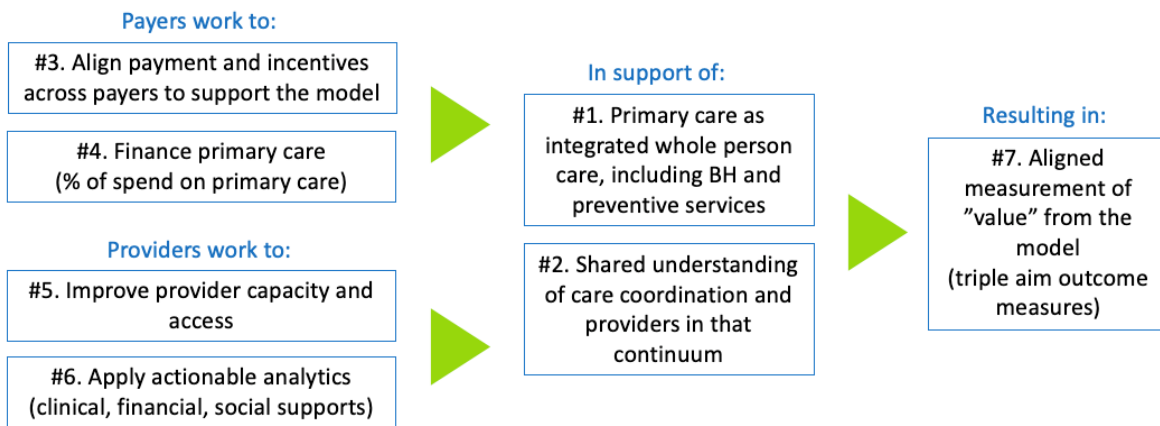 Payers work to:
#3. Align payment and incentives
across payers to support the model
#4. Finance primary care
(% of spend on primary care)
Providers work to:
#5. Improve provider capacity and
access
#6. Apply actionable analytics
(clinical, financial, social supports)
In support of:
#1. Primary care as
integrated whole person
care, including BH and
preventive services
#2. Shared understanding
of care coordination and
providers in that
continuum
Resulting in:
#7. Aligned
measurement of
”value” from the
model
(triple aim outcome
measures)